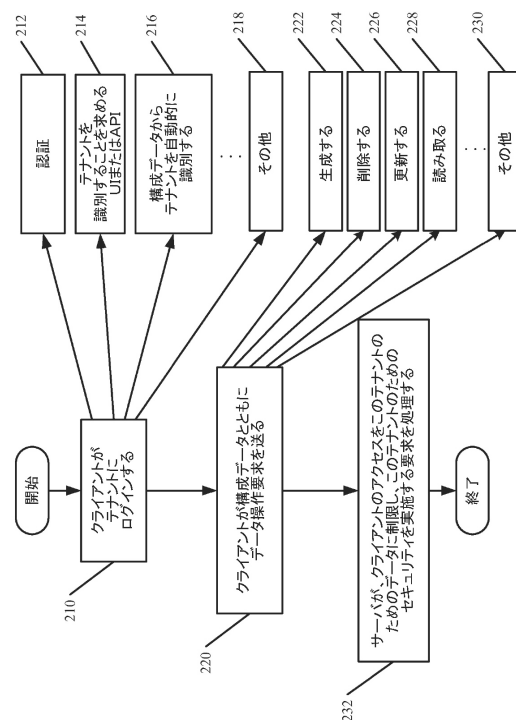 開始
クライアントが
テナントに
ログインする
210
認証
212
テナントを
識別することを求める
UIまたはAPI
214
構成データから
テナントを自動的に
識別する
216
⋮
その他
218
クライアントが構成データとともに
データ操作要求を送る
220
生成する
222
削除する
224
更新する
226
読み取る
228
⋮
その他
230
サーバが、クライアントのアクセスをこのテナントの
ためのデータに制限し、このテナントのための
セキュリティを実施する要求を処理する
232
終了